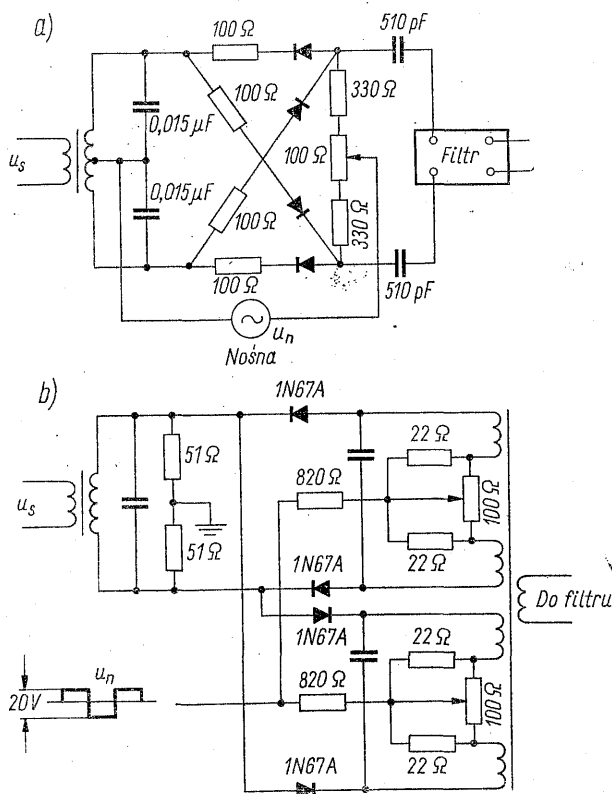 a)
100 Ω
510 pF
330 Ω
100 Ω
0,015 μF
100 Ω
u_s
Filtr
0,015 μF
100 Ω
330 Ω
100 Ω
510 pF
u_n
Nośna
b)
1N67A
22 Ω
51 Ω
820 Ω
100 Ω
u_s
51 Ω
22 Ω
1N67A
1N67A
Do filtru
22 Ω
u_n
820 Ω
20V
100 Ω
22 Ω
1N67A